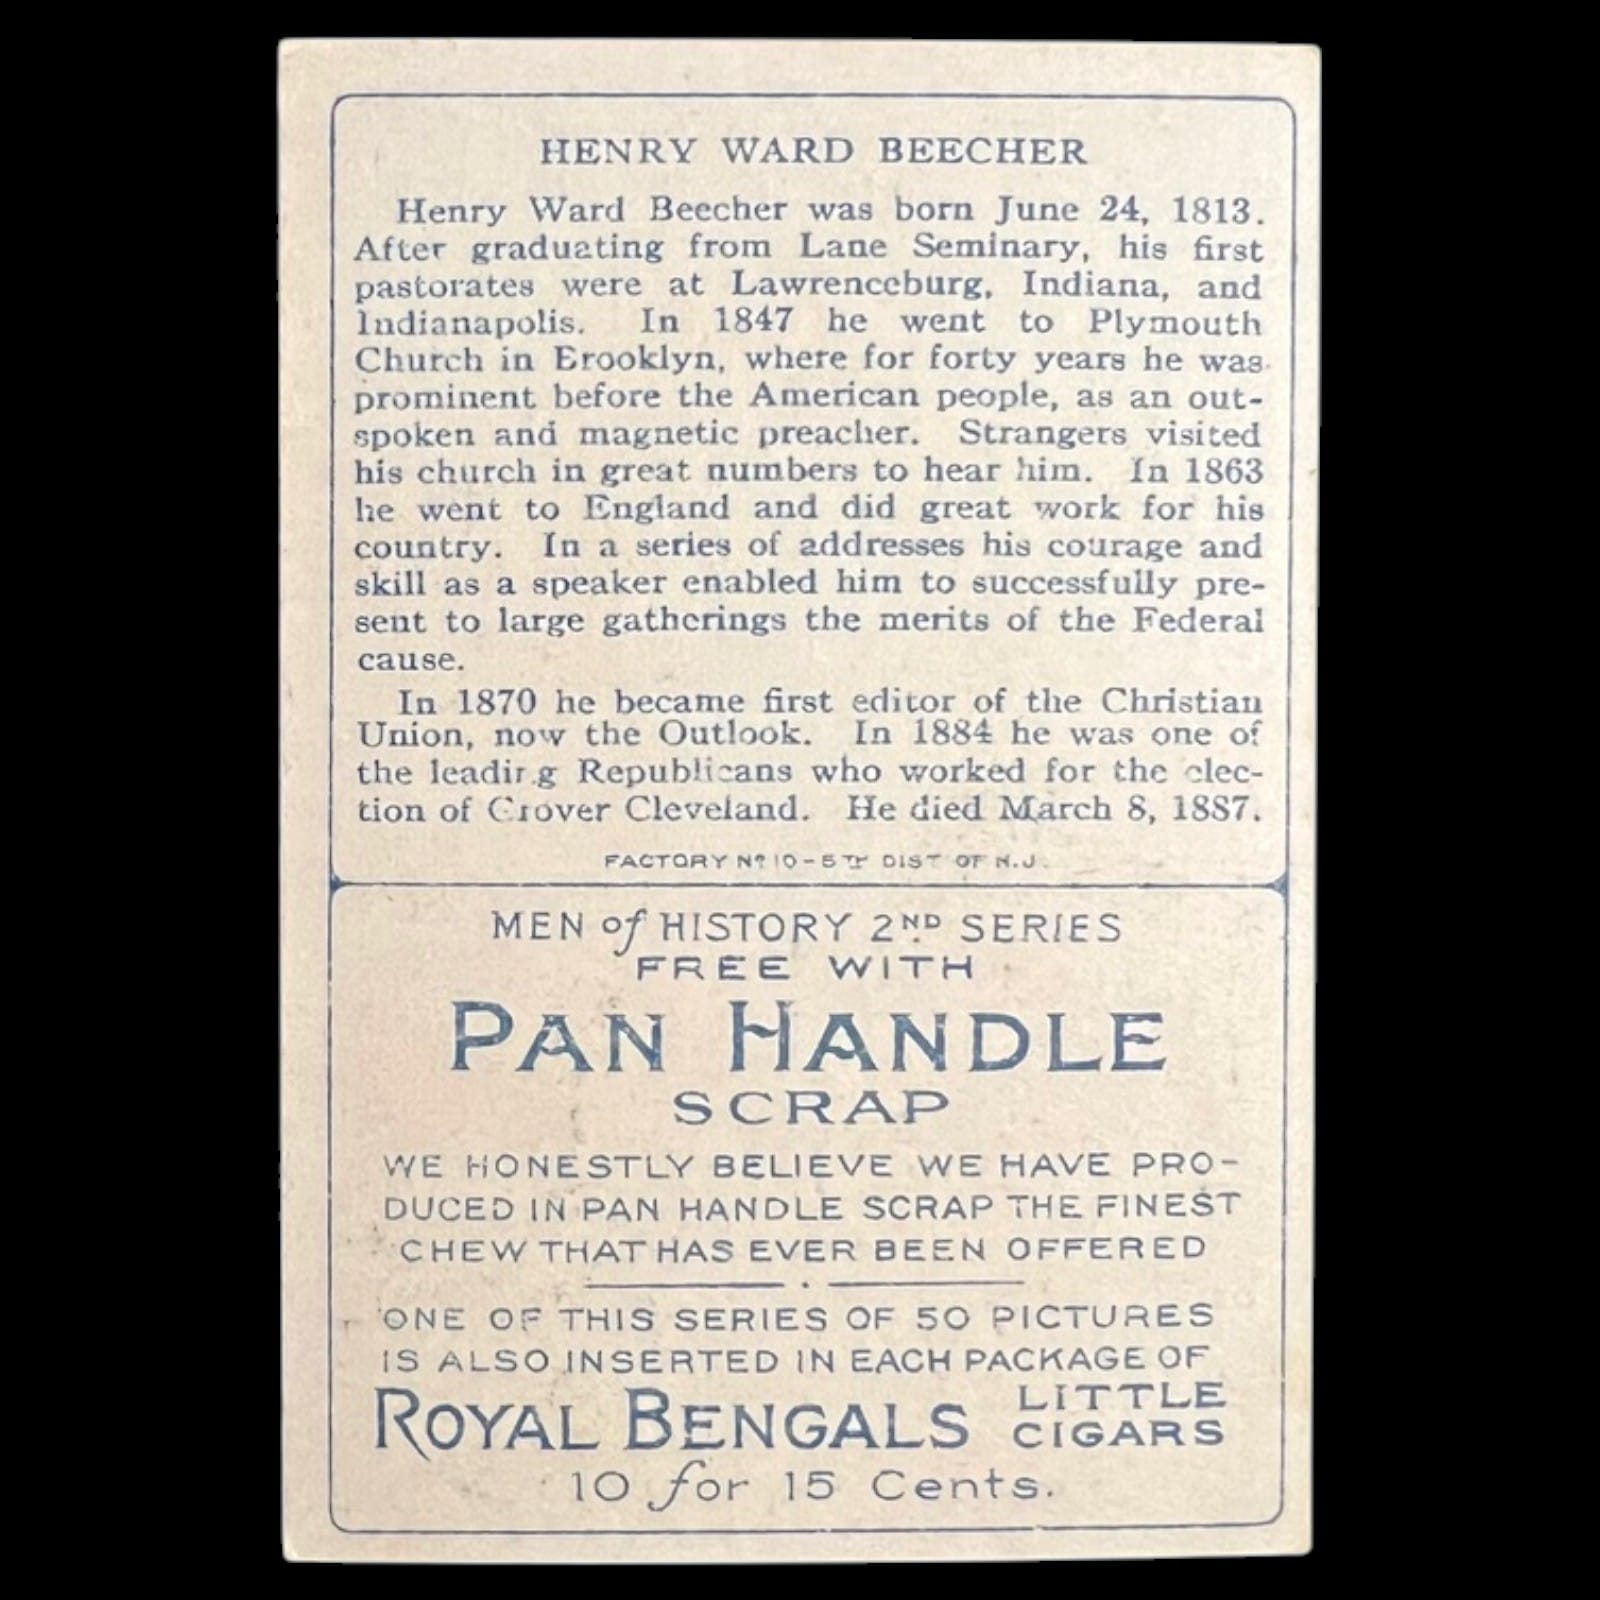 HENRY WARD BEECHER
Henry Ward Beecher was born June 24, 1813.
After graduating from Lane Seminary, his first
pastorates were at Lawrenceburg, Indiana, and
Indianapolis. In 1847 he went to Plymouth
Church in Brooklyn, where for forty years he was
prominent before the American people, as an out-
spoken and magnetic preacher. Strangers visited
his church in great numbers to hear him. In 1863
he went to England and did great work for his
country. In a series of addresses his courage and
skill as a speaker enabled him to successfully pre-
sent to large gatherings the merits of the Federal
cause.
In 1870 he became first editor of the Christian
Union, now the Outlook. In 1884 he was one of
the leading Republicans who worked for the elec-
tion of Grover Cleveland. He died March 8, 1887.
FACTORY Nº 10 - 5TH DIST OF N.J.
MEN of HISTORY 2ND SERIES
FREE WITH
PAN HANDLE
SCRAP
WE HONESTLY BELIEVE WE HAVE PRO-
DUCED IN PAN HANDLE SCRAP THE FINEST
CHEW THAT HAS EVER BEEN OFFERED
ONE OF THIS SERIES OF 50 PICTURES
IS ALSO INSERTED IN EACH PACKAGE OF
ROYAL BENGALS LITTLE CIGARS
10 for 15 Cents.